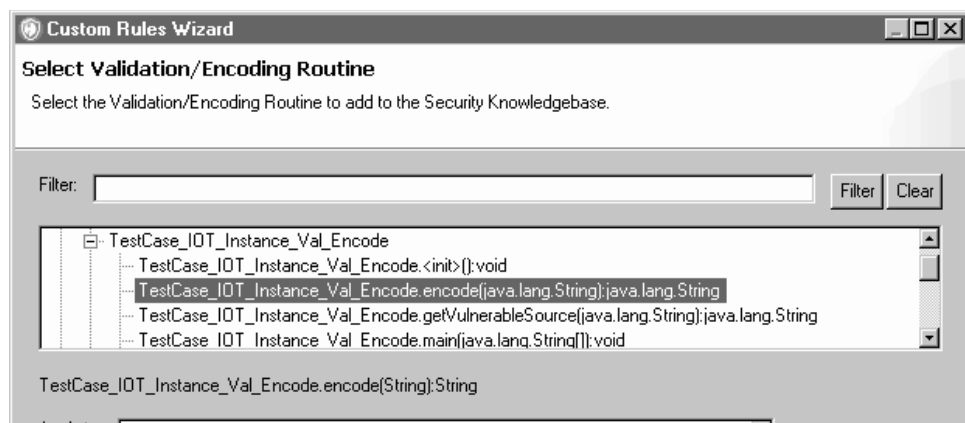 Custom Rules Wizard
Select Validation/Encoding Routine
Select the Validation/Encoding Routine to add to the Security Knowledgebase.
Filter: Filter Clear
TestCase_IOT_Instance_Val_Encode
TestCase_IOT_Instance_Val_Encode.<init>():void
TestCase_IOT_Instance_Val_Encode.encode(java.lang.String):java.lang.String
TestCase_IOT_Instance_Val_Encode.getVulnerableSource(java.lang.String):java.lang.String
TestCase_IOT_Instance_Val_Encode.main(java.lang.String[]):void
TestCase_IOT_Instance_Val_Encode.encode(String):String